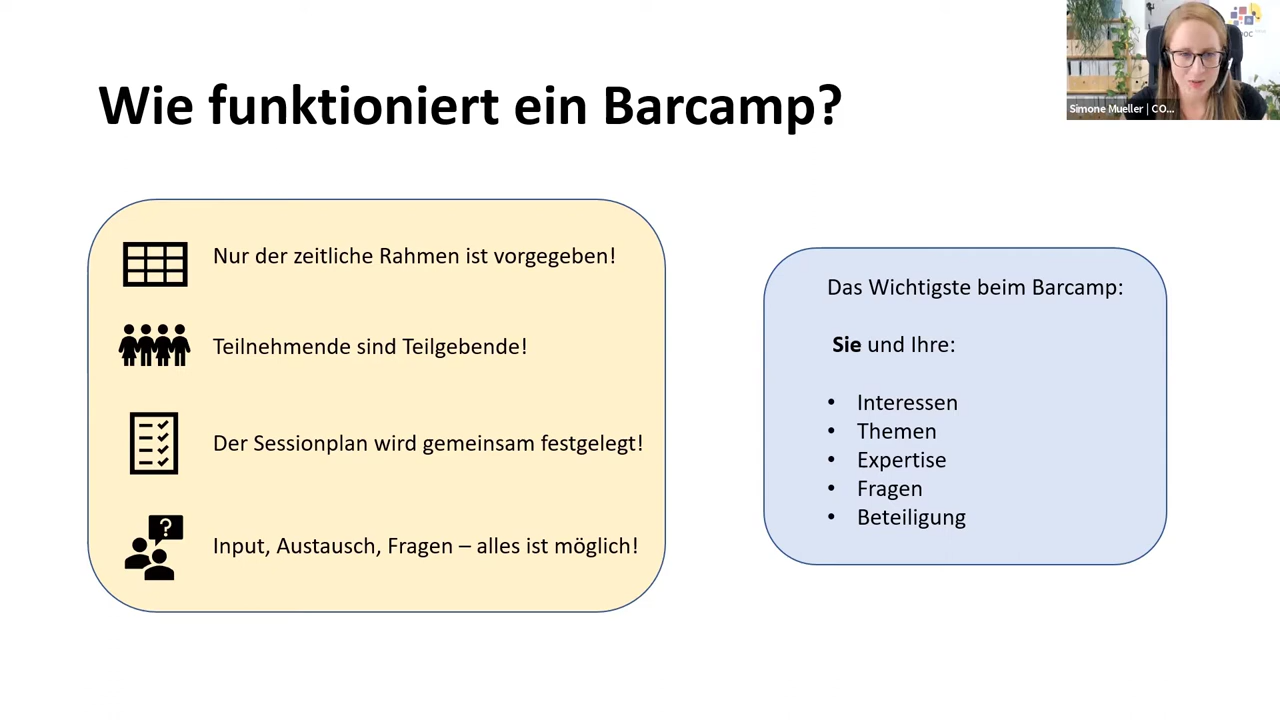 Wie funktioniert ein Barcamp?
Simone Mueller | CO...
Nur der zeitliche Rahmen ist vorgegeben!
Teilnehmende sind Teilgebende!
Der Sessionplan wird gemeinsam festgelegt!
?
Input, Austausch, Fragen – alles ist möglich!
Das Wichtigste beim Barcamp:
Sie und Ihre:
• Interessen
• Themen
• Expertise
• Fragen
• Beteiligung